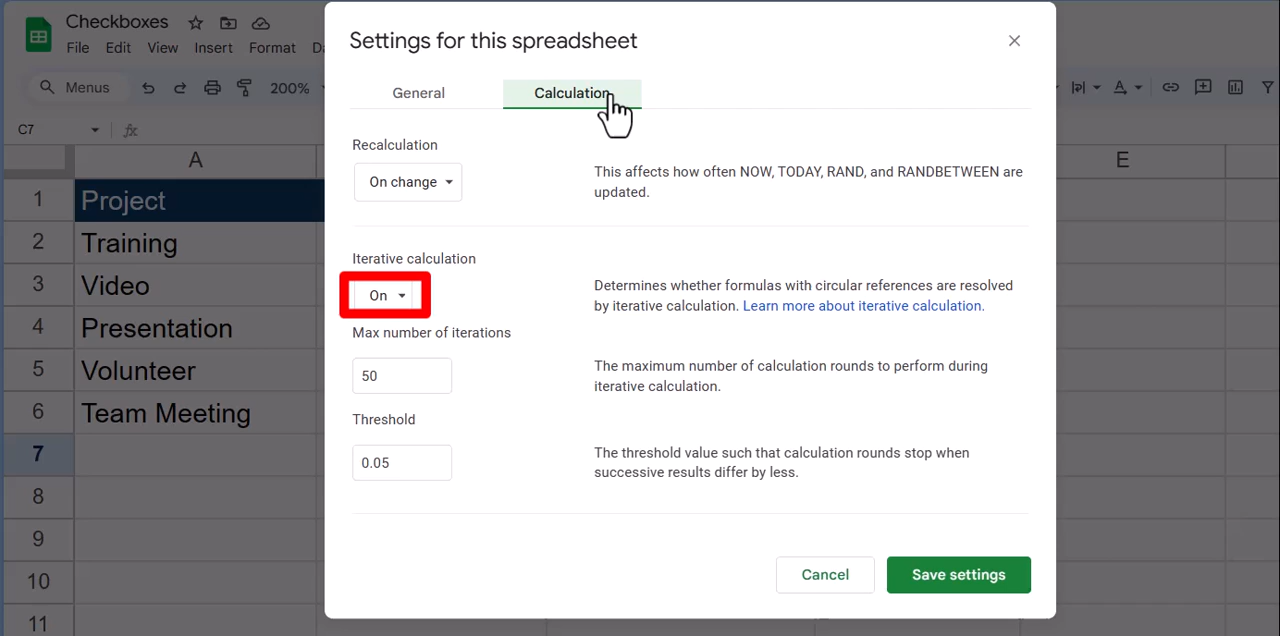 Checkboxes
File Edit View Insert Format
Menus 200%
C7 fx
A E
1 Project
2 Training
3 Video
4 Presentation
5 Volunteer
6 Team Meeting
7
8
9
10
11
Settings for this spreadsheet
General Calculation
Recalculation
On change
This affects how often NOW, TODAY, RAND, and RANDBETWEEN are
updated.
Iterative calculation
On
Determines whether formulas with circular references are resolved
by iterative calculation. Learn more about iterative calculation.
Max number of iterations
50
The maximum number of calculation rounds to perform during
iterative calculation.
Threshold
0.05
The threshold value such that calculation rounds stop when
successive results differ by less.
Cancel Save settings